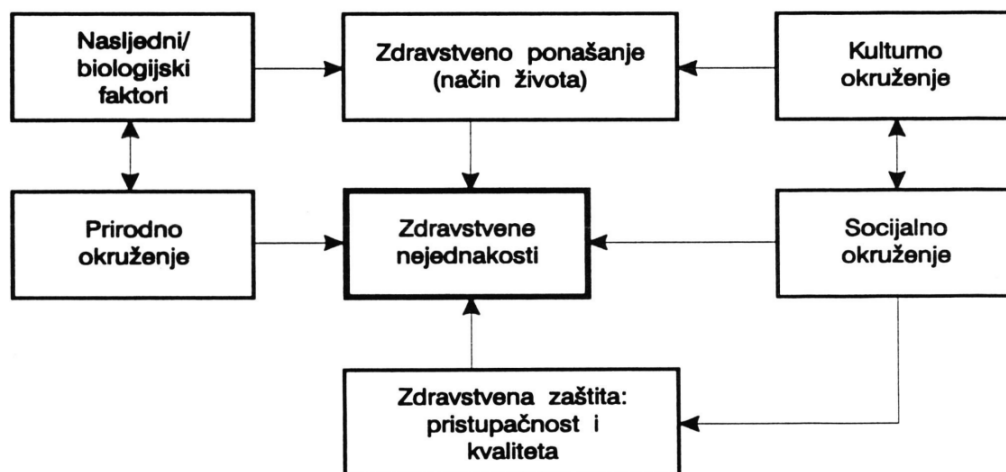 Nasljedni/
biologijski
faktori
Zdravstveno ponašanje
(način života)
Kulturno
okruženje
Prirodno
okruženje
Zdravstvene
nejednakosti
Socijalno
okruženje
Zdravstvena zaštita:
pristupačnost i
kvaliteta